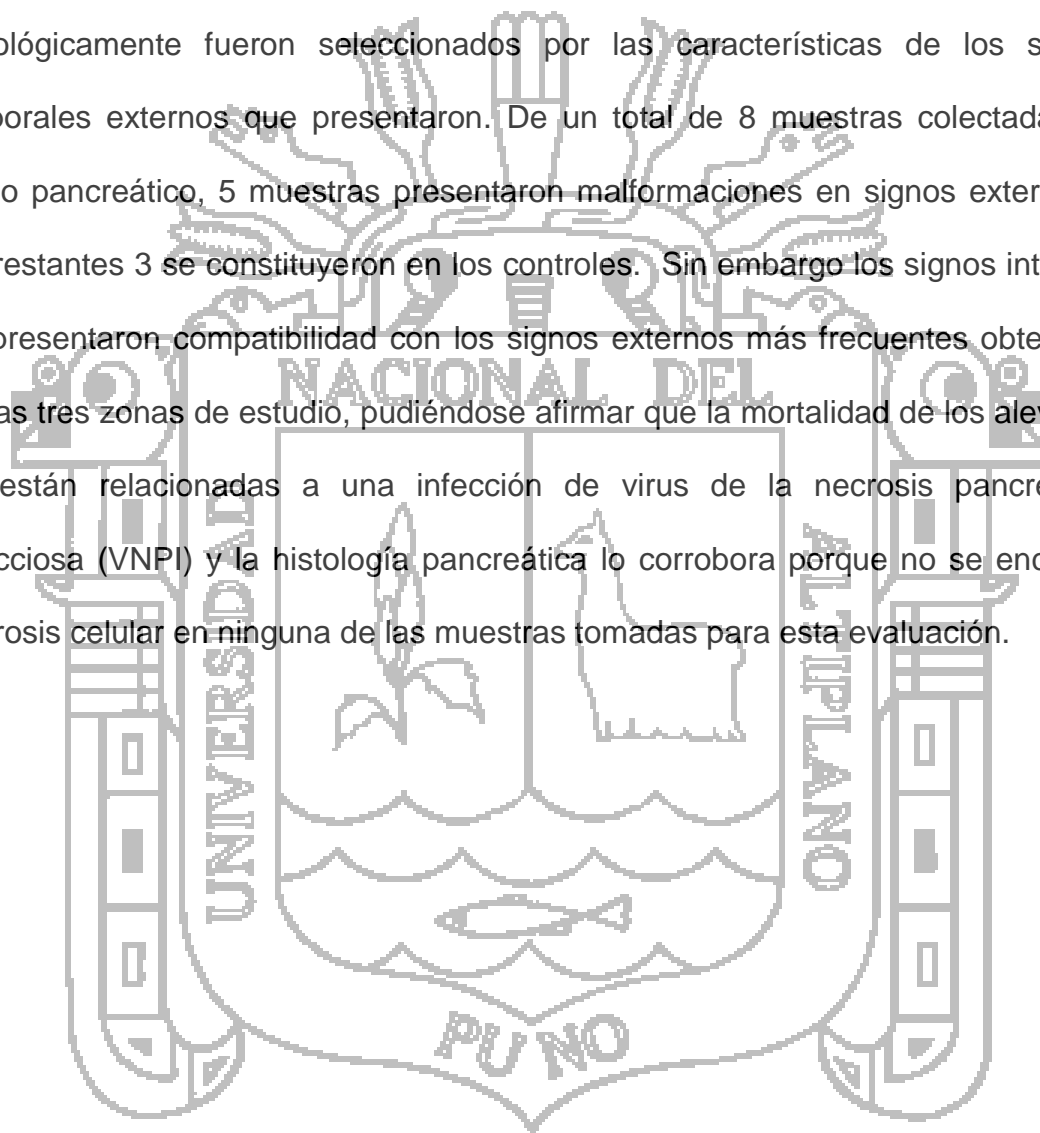 ológicamente fueron seleccionados por las características de los s
orales externos que presentaron. De un total de 8 muestras colectada
o pancreático, 5 muestras presentaron malformaciones en signos exter
restantes 3 se constituyeron en los controles. Sin embargo los signos int
presentaron compatibilidad con los signos externos más frecuentes obte
as tres zonas de estudio, pudiéndose afirmar que la mortalidad de los alev
están relacionadas a una infección de virus de la necrosis pancre
cciosa (VNPI) y la histología pancreática lo corrobora porque no se enc
rosis celular en ninguna de las muestras tomadas para esta evaluación.
NACIONAL DEL
UNIVERSIDAD
ALTIPLANO
PUNO